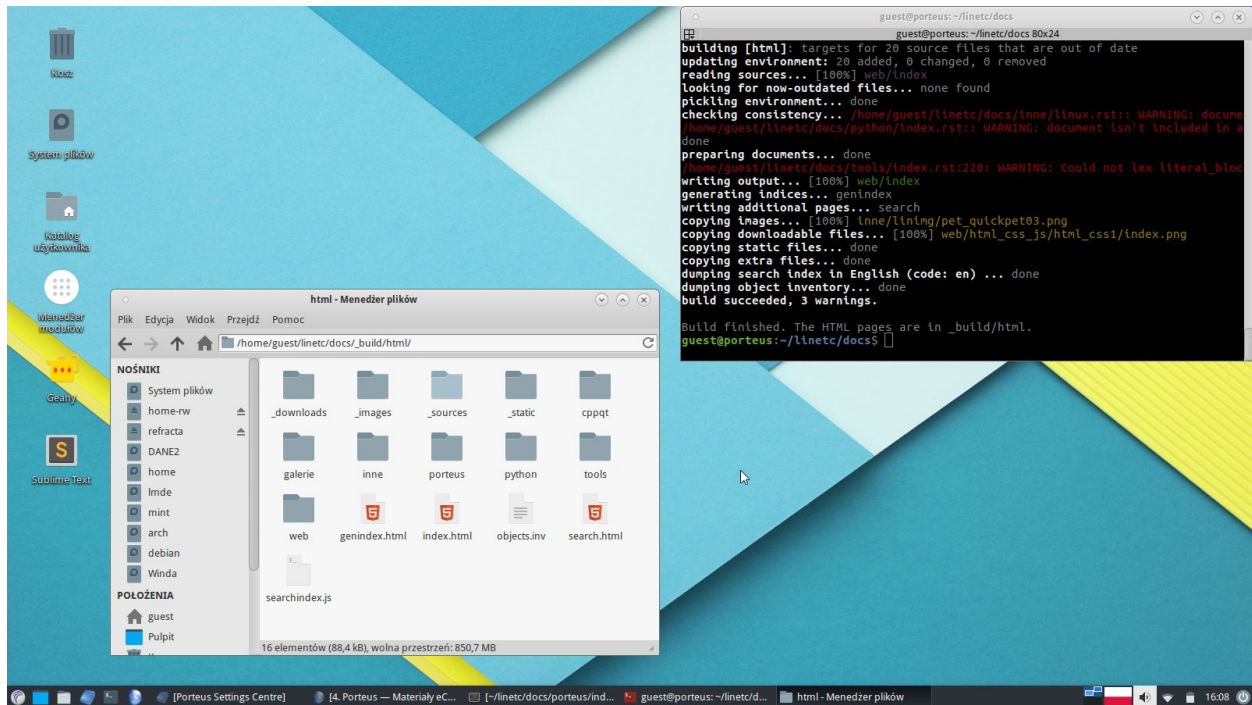 Kosz
System plików
Katalog
użytkownika
Menedżer
modułów
Geany
Sublime Text
guest@porteus: ~/linetc/docs
guest@porteus: ~/linetc/docs 80x24
building [html]: targets for 20 source files that are out of date
updating environment: 20 added, 0 changed, 0 removed
reading sources... [100%] web/index
looking for now-outdated files... none found
pickling environment... done
checking consistency... /home/guest/linetc/docs/inne/linux.rst:: WARNING: docume
/home/guest/linetc/docs/python/index.rst:: WARNING: document isn't included in a
done
preparing documents... done
/home/guest/linetc/docs/tools/index.rst:220: WARNING: Could not lex literal_bloc
writing output... [100%] web/index
generating indices... genindex
writing additional pages... search
copying images... [100%] inne/linimg/pet_quickpet03.png
copying downloadable files... [100%] web/html_css_js/html_css1/index.png
copying static files... done
copying extra files... done
dumping search index in English (code: en) ... done
dumping object inventory... done
build succeeded, 3 warnings.
Build finished. The HTML pages are in _build/html.
guest@porteus:~/linetc/docs$
html - Menedżer plików
Plik Edycja Widok Przejdź Pomoc
/home/guest/linetc/docs/_build/html/
NOŚNIKI
System plików
home-rw
refracta
DANE2
home
lmde
mint
arch
debian
Winda
POŁOŻENIA
guest
Pulpit
_downloads _images _sources _static cppqt
galerie inne porteus python tools
web genindex.html index.html objects.inv search.html
searchindex.js
16 elementów (88,4 kB), wolna przestrzeń: 850,7 MB
[Porteus Settings Centre] [4. Porteus — Materiały eC... [~/linetc/docs/porteus/ind... guest@porteus: ~/linetc/d... html - Menedżer plików 16:08